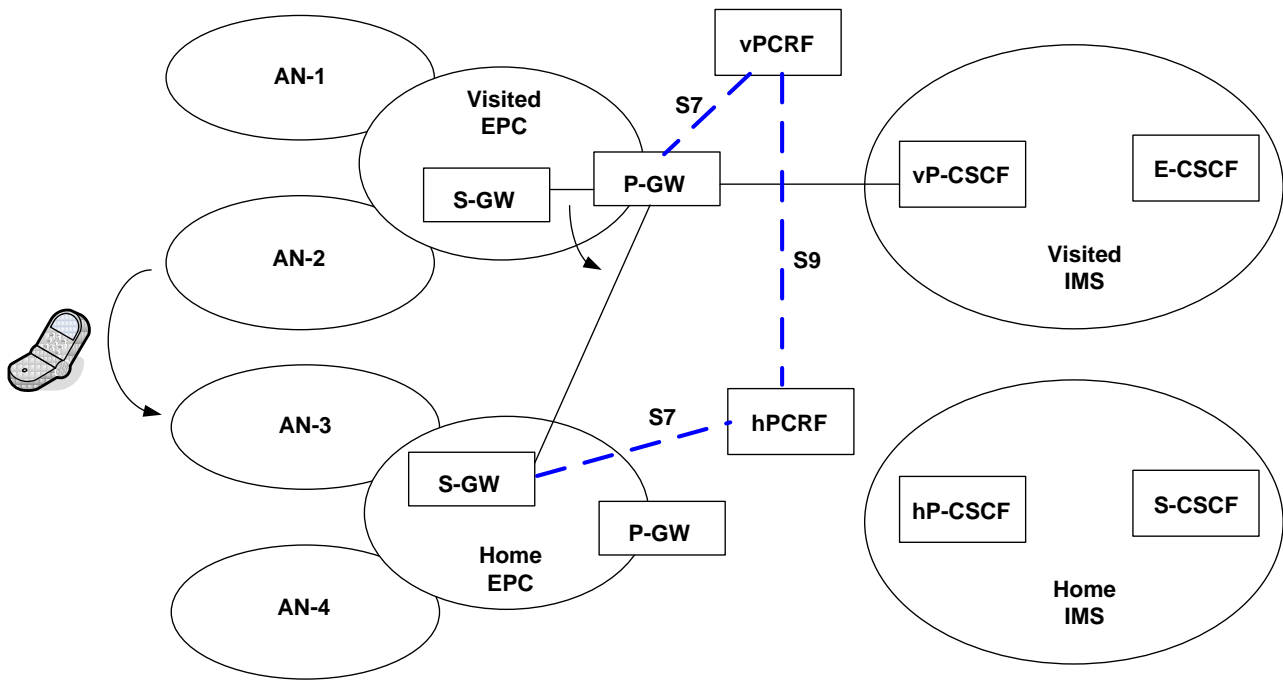 vPCRF
AN-1
Visited
EPC
S7
S-GW
P-GW
vP-CSCF
E-CSCF
AN-2
S9
Visited
IMS
AN-3
S7
hPCRF
S-GW
hP-CSCF
S-CSCF
P-GW
Home
EPC
AN-4
Home
IMS